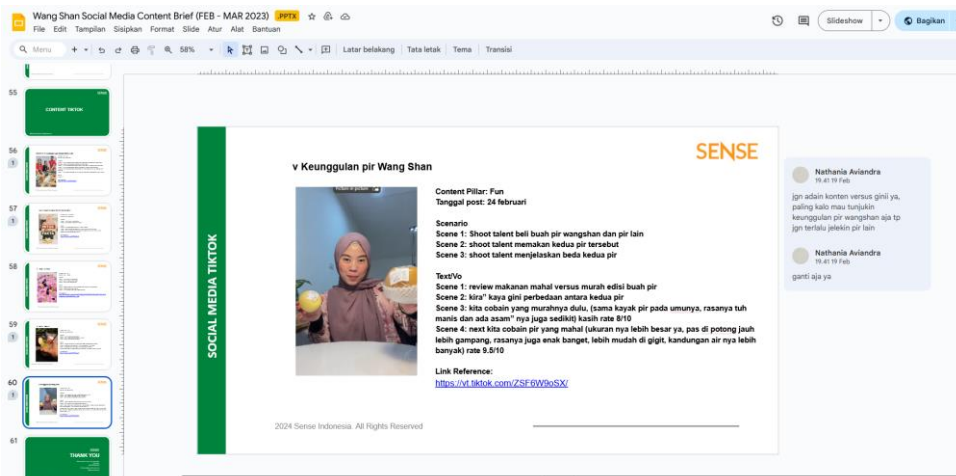 Wang Shan Social Media Content Brief (FEB - MAR 2023) .PPTX
File Edit Tampilan Sisipkan Format Slide Atur Alat Bantuan
Slideshow
Bagikan
Menu
58%
Latar belakang Tata letak Tema Transisi
55
CONTENT TIKTOK
56
1
57
1
58
59
1
60
1
61
THANK YOU
SOCIAL MEDIA TIKTOK
SENSE
v Keunggulan pir Wang Shan
Content Pillar: Fun
Tanggal post: 24 februari
Scenario
Scene 1: Shoot talent beli buah pir wangshan dan pir lain
Scene 2: shoot talent memakan kedua pir tersebut
Scene 3: shoot talent menjelaskan beda kedua pir
Text/Vo
Scene 1: review makanan mahal versus murah edisi buah pir
Scene 2: kira" kaya gini perbedaan antara kedua pir
Scene 3: kita cobain yang murahnya dulu, (sama kayak pir pada umunya, rasanya tuh
manis dan ada asam" nya juga sedikit) kasih rate 8/10
Scene 4: next kita cobain pir yang mahal (ukuran nya lebih besar ya, pas di potong jauh
lebih gampang, rasanya juga enak banget, lebih mudah di gigit, kandungan air nya lebih
banyak) rate 9.5/10
Link Reference:
https://vt.tiktok.com/ZSF6W9oSX/
2024 Sense Indonesia. All Rights Reserved
Nathania Aviandra
19.41 19 Feb
jgn adain konten versus ginii ya,
paling kalo mau tunjukin
keunggulan pir wangshan aja tp
jgn terlalu jelekin pir lain
Nathania Aviandra
19.41 19 Feb
ganti aja ya